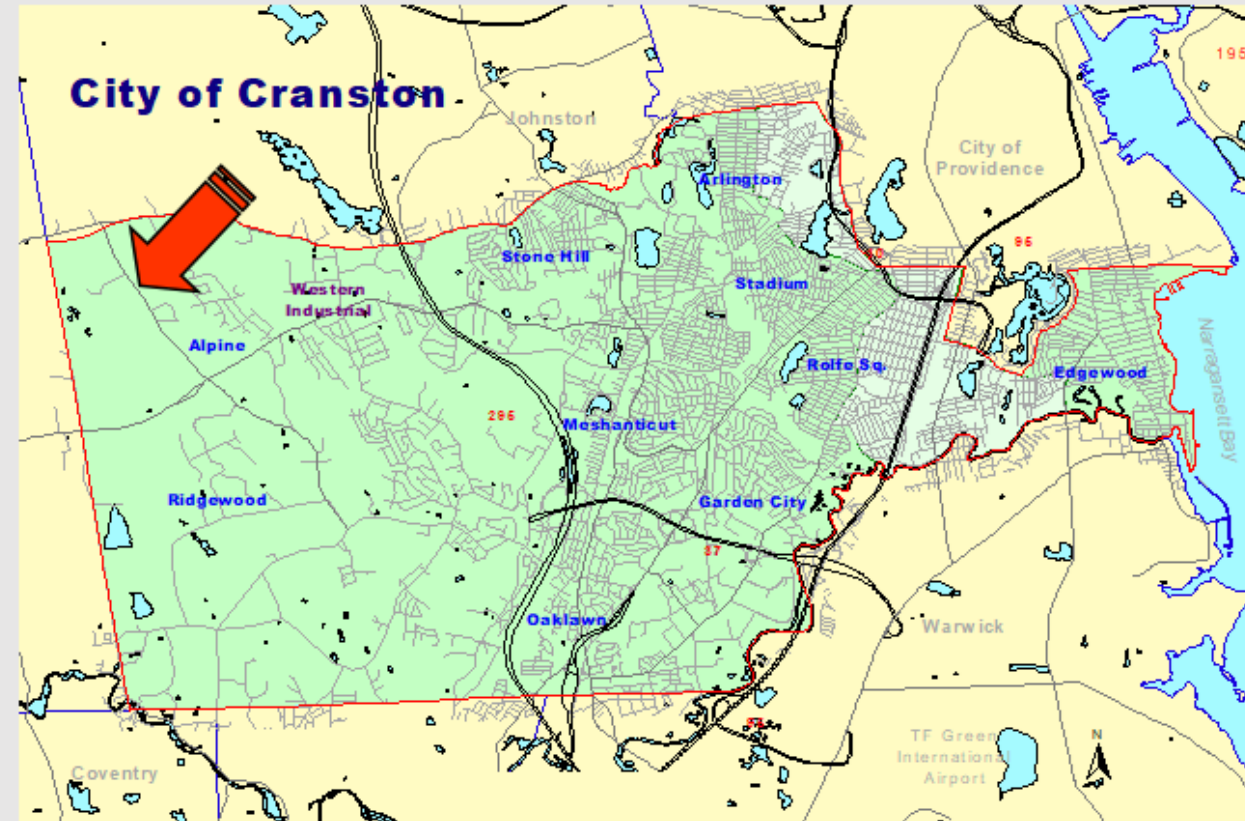 195
City of Cranston
Johnston
City of
Providence
Arlington
95
10
Stone Hill
Stadium
Western
Industrial
Narragansett Bay
Alpine
Rolfe Sq.
Edgewood
295
Meshanticut
Ridgewood
Garden City
37
Oaklawn
Warwick
TF Green
International
Airport
N
Coventry